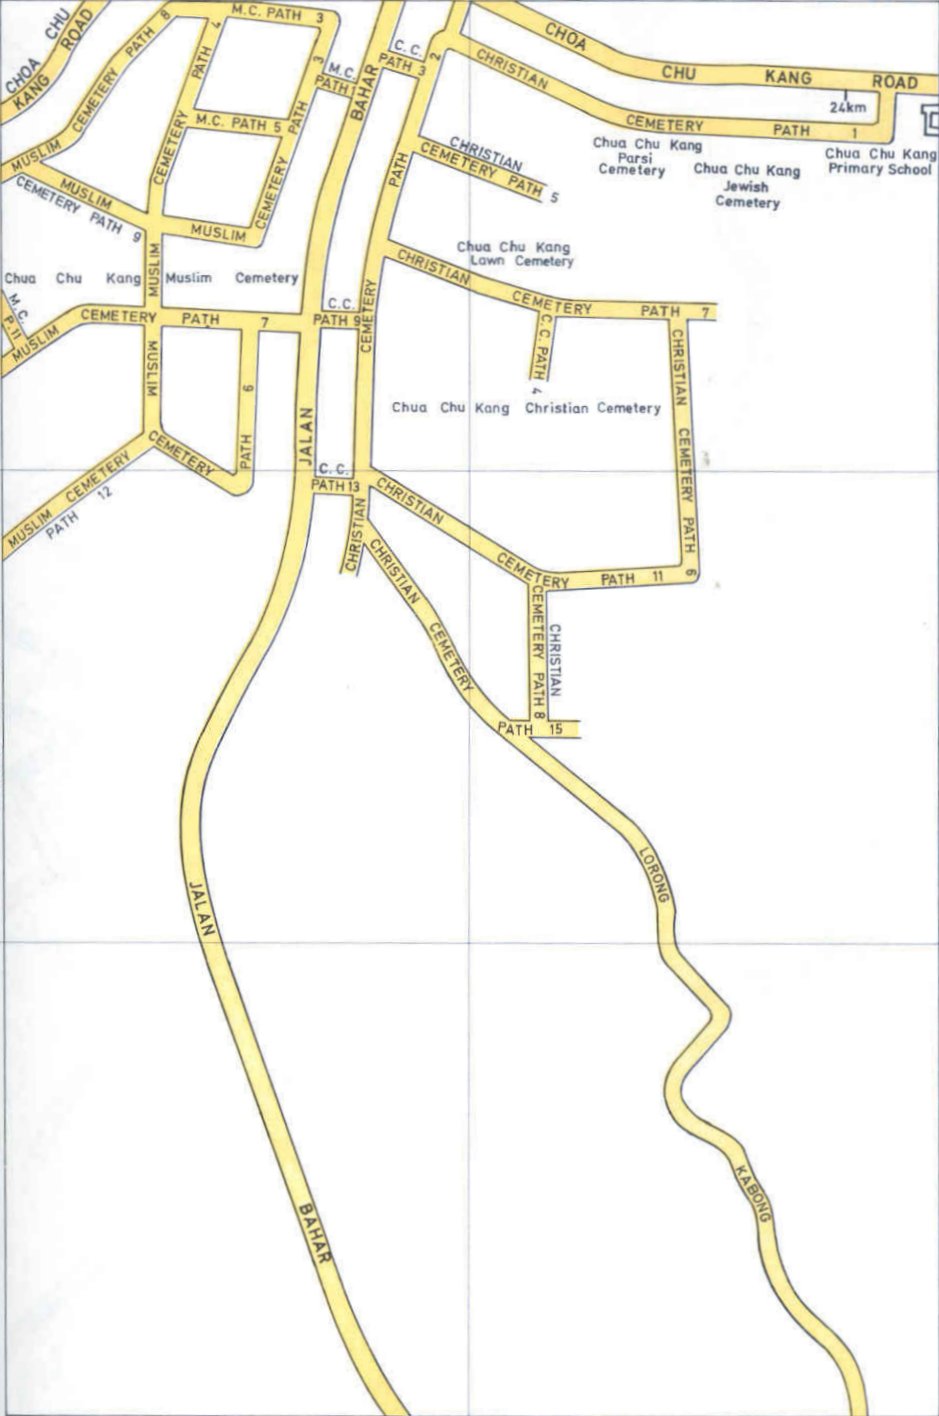 CHOA CHU
KANG ROAD
M.C. PATH 3
CHOA CHU KANG ROAD
24km
MUSLIM CEMETERY PATH 8
CEMETERY PATH 4
M.C. PATH 5
CEMETERY PATH 3
M.C.
PATH 1
JALAN BAHAR
C.C.
PATH 3
CHRISTIAN CEMETERY PATH 2
CHRISTIAN CEMETERY PATH 1
Chua Chu Kang
Parsi
Cemetery
Chua Chu Kang
Jewish
Cemetery
Chua Chu Kang
Primary School
CHRISTIAN
CEMETERY PATH 5
MUSLIM
CEMETERY PATH 9
MUSLIM
MUSLIM
Chua Chu Kang Muslim Cemetery
Chua Chu Kang
Lawn Cemetery
CHRISTIAN CEMETERY PATH 7
M.C.
P. 11
MUSLIM CEMETERY PATH 7
C.C.
PATH 9
C.C. PATH 4
CHRISTIAN CEMETERY PATH 6
Chua Chu Kang Christian Cemetery
MUSLIM
CEMETERY
PATH 6
MUSLIM CEMETERY
PATH 12
C.C.
PATH 13
CHRISTIAN CEMETERY PATH 11
CHRISTIAN CEMETERY PATH 15
CHRISTIAN
CEMETERY PATH 8
LORONG
KABONG
JALAN
BAHAR